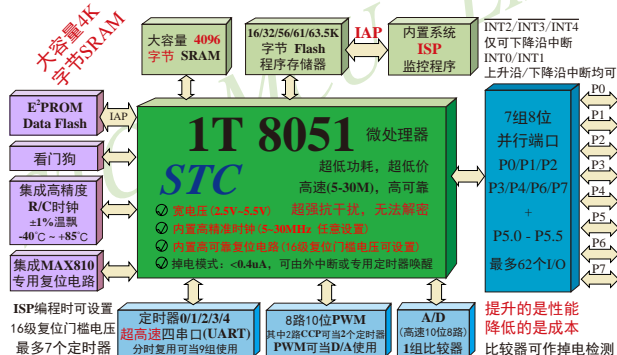 大容量4K
字节SRAM
大容量 4096
字节 SRAM
16/32/56/61/63.5K
字节 Flash
程序存储器
IAP
内置系统
ISP
监控程序
INT2/INT3/INT4
仅可下降沿中断
INT0/INT1
上升沿/下降沿中断均可
E²PROM
Data Flash
IAP
看门狗
集成高精度
R/C时钟
±1%温飘
-40℃ ~ +85℃
集成MAX810
专用复位电路
1T 8051 微处理器
STC
超低功耗，超低价
高速(5-30M)，高可靠
宽电压(2.5V~5.5V) 超强抗干扰，无法解密
内置高精准时钟(5~30MHz 任意设置)
内置高可靠复位电路(16级复位门槛电压可设置)
掉电模式：<0.4uA，可由外中断或专用定时器唤醒
7组8位
并行端口
P0/P1/P2
P3/P4/P6/P7
+
P5.0 - P5.5
最多62个I/O
P0
P1
P2
P3
P4
P5
P6
P7
ISP编程时可设置
16级复位门槛电压
最多7个定时器
定时器0/1/2/3/4
超高速四串口(UART)
分时复用可当9组使用
8路10位PWM
其中2路CCP可当2个定时器
PWM可当D/A使用
A/D
(高速10位8路)
1组比较器
提升的是性能
降低的是成本
比较器可作掉电检测